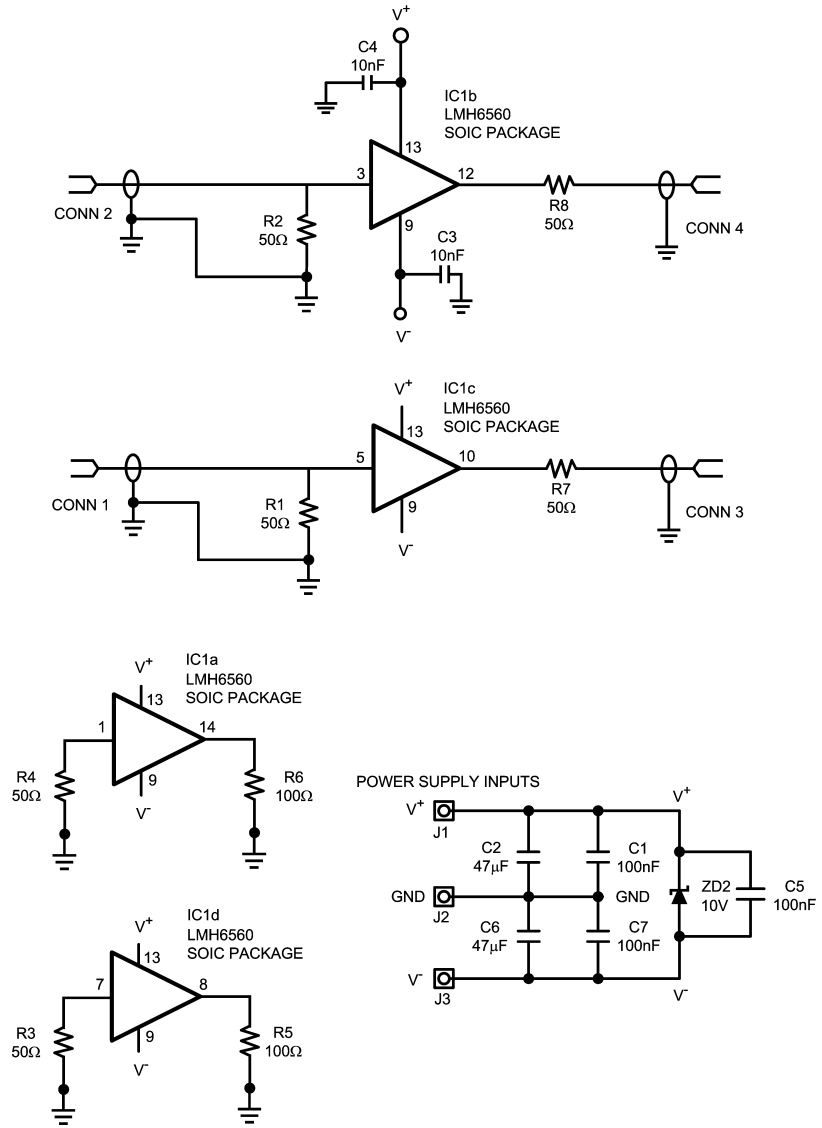 V+
C4
10nF
IC1b
LMH6560
SOIC PACKAGE
13
3
12
CONN 2
R2
50Ω
9
C3
10nF
R8
50Ω
CONN 4
V-
V+
IC1c
LMH6560
SOIC PACKAGE
13
5
10
CONN 1
R1
50Ω
9
V-
R7
50Ω
CONN 3
V+
IC1a
LMH6560
SOIC PACKAGE
13
1
14
R4
50Ω
9
V-
R6
100Ω
POWER SUPPLY INPUTS
V+
J1
V+
C2
47µF
C1
100nF
GND
J2
GND
ZD2
10V
C5
100nF
C6
47µF
C7
100nF
V-
J3
V-
V+
IC1d
LMH6560
SOIC PACKAGE
13
7
8
R3
50Ω
9
V-
R5
100Ω